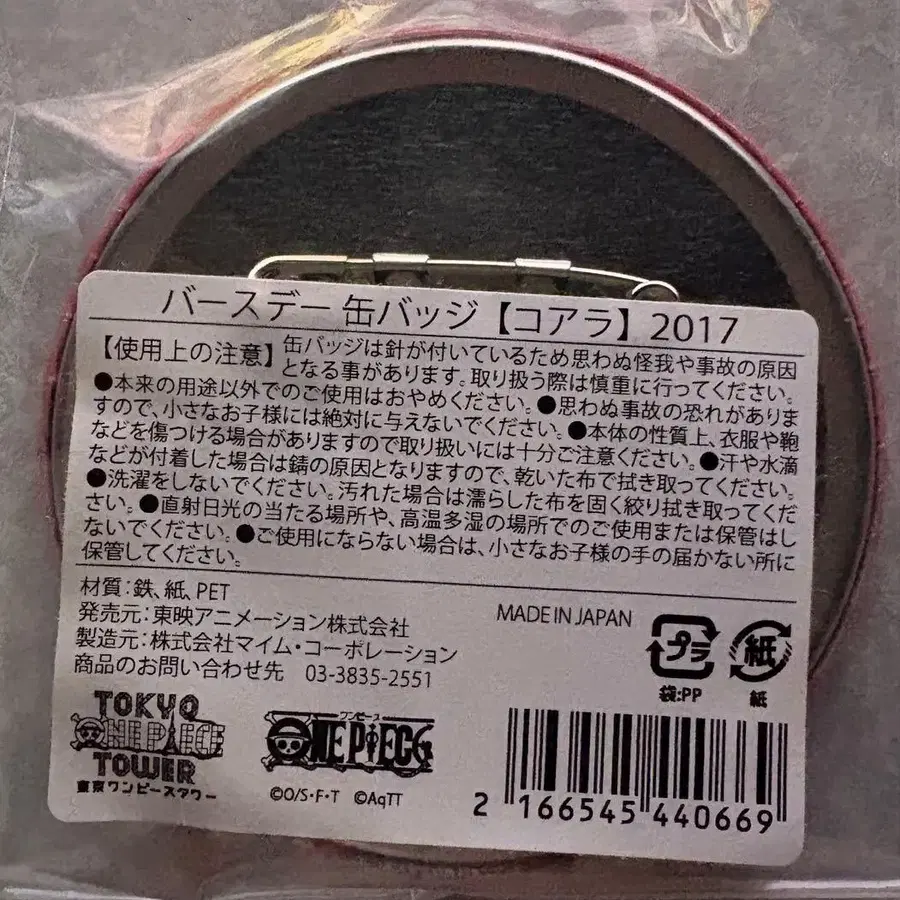 バースデー 缶バッジ【コアラ】2017
【使用上の注意】缶バッジは針が付いているため思わぬ怪我や事故の原因
となる事があります。取り扱う際は慎重に行ってください。
●本来の用途以外でのご使用はおやめください。●思わぬ事故の恐れがありま
すので、小さなお子様には絶対に与えないでください。●本体の性質上、衣服や鞄
などを傷つける場合がありますので取り扱いには十分ご注意ください。●汗や水滴
などが付着した場合は錆の原因となりますので、乾いた布で拭き取ってください。
●洗濯をしないでください。汚れた場合は濡らした布を固く絞り拭き取ってくだ
さい。●直射日光の当たる場所や、高温多湿の場所でのご使用または保管はし
ないでください。●ご使用にならない場合は、小さなお子様の手の届かない所に
保管してください。
材質:鉄、紙、PET
発売元:東映アニメーション株式会社
製造元:株式会社マイム・コーポレーション
商品のお問い合わせ先 03-3835-2551
MADE IN JAPAN
プラ
袋:PP
紙
紙
TOKYO
ONE PIECE
TOWER
東京ワンピースタワー
ワンピース
ONE PIECE
©O/S・F・T ©AqTT
2 166545 440669